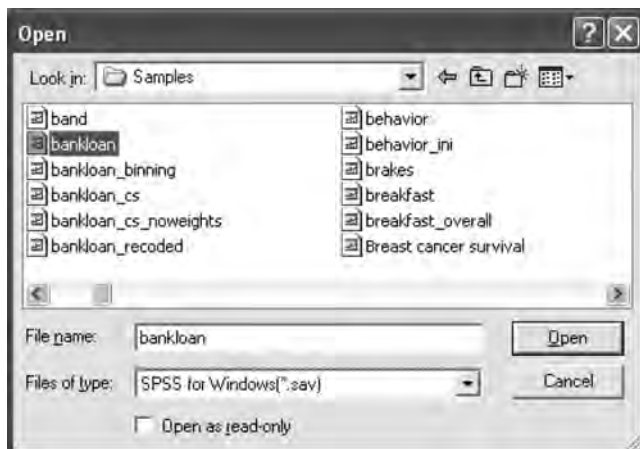 Open
Look in: Samples
band
bankloan
bankloan_binning
bankloan_cs
bankloan_cs_noweights
bankloan_recoded
behavior
behavior_ini
brakes
breakfast
breakfast_overall
Breast cancer survival
File name: bankloan
Open
Files of type: SPSS for Windows(*.sav)
Cancel
Open as read-only